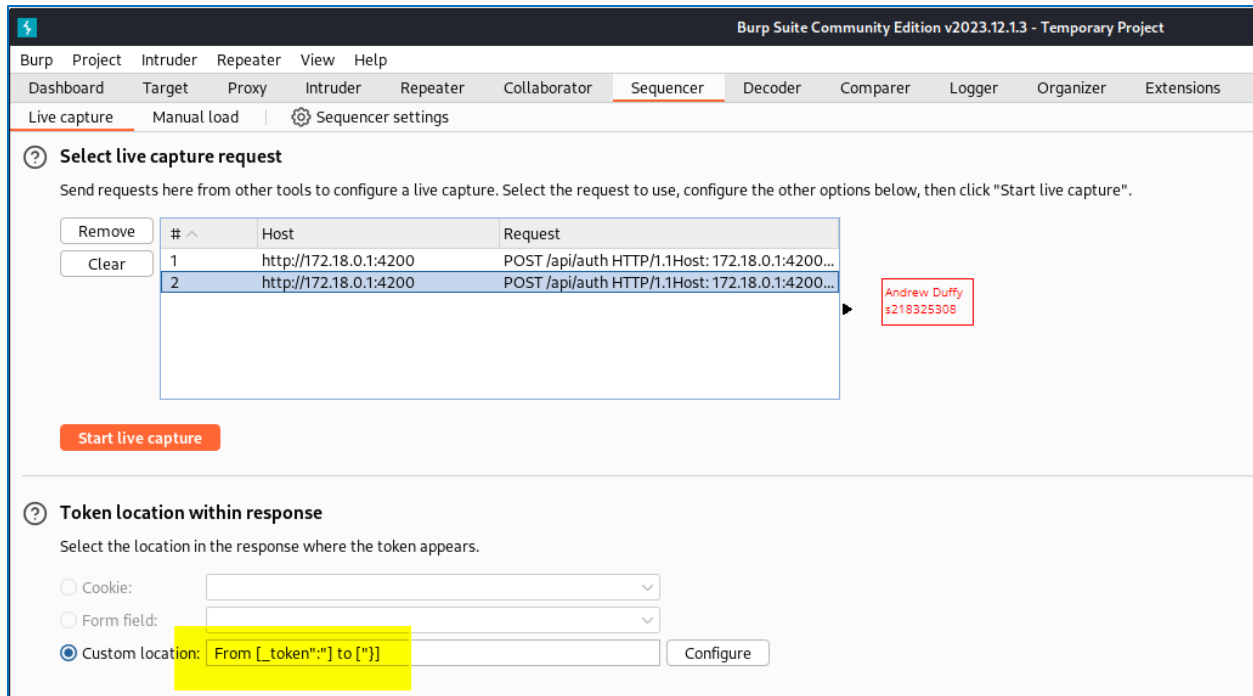 Burp Suite Community Edition v2023.12.1.3 - Temporary Project
Burp Project Intruder Repeater View Help
Dashboard Target Proxy Intruder Repeater Collaborator Sequencer Decoder Comparer Logger Organizer Extensions
Live capture Manual load Sequencer settings
? Select live capture request
Send requests here from other tools to configure a live capture. Select the request to use, configure the other options below, then click "Start live capture".
Remove # Host Request
Clear 1 http://172.18.0.1:4200 POST /api/auth HTTP/1.1Host: 172.18.0.1:4200...
2 http://172.18.0.1:4200 POST /api/auth HTTP/1.1Host: 172.18.0.1:4200...
Andrew Duffy
s218325308
Start live capture
? Token location within response
Select the location in the response where the token appears.
Cookie:
Form field:
Custom location: From [_token":"] to ["}] Configure